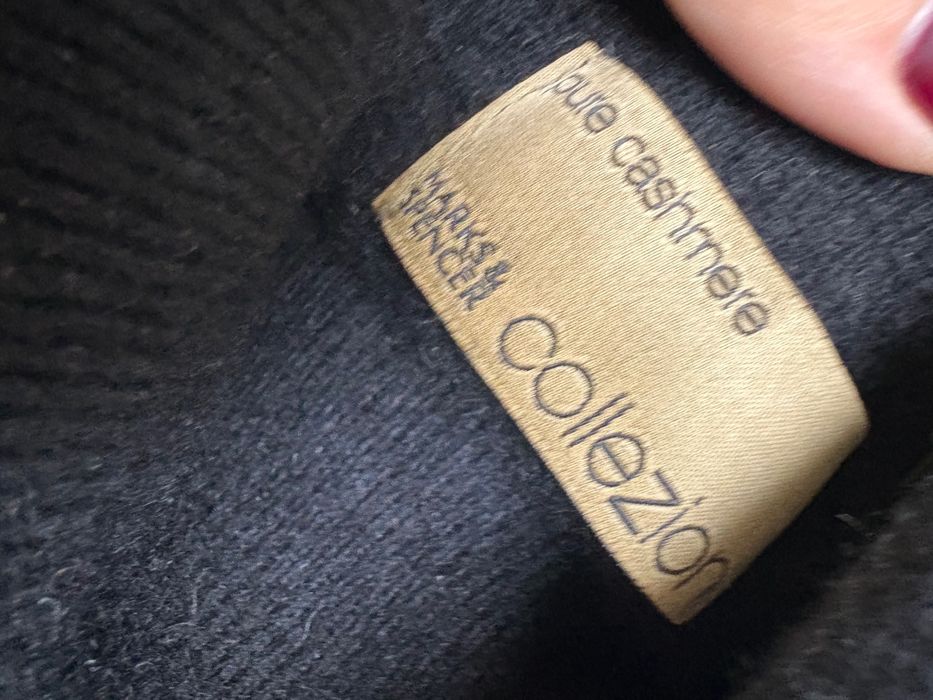 MARKS &
SPENCER
collezion
pure cashmere